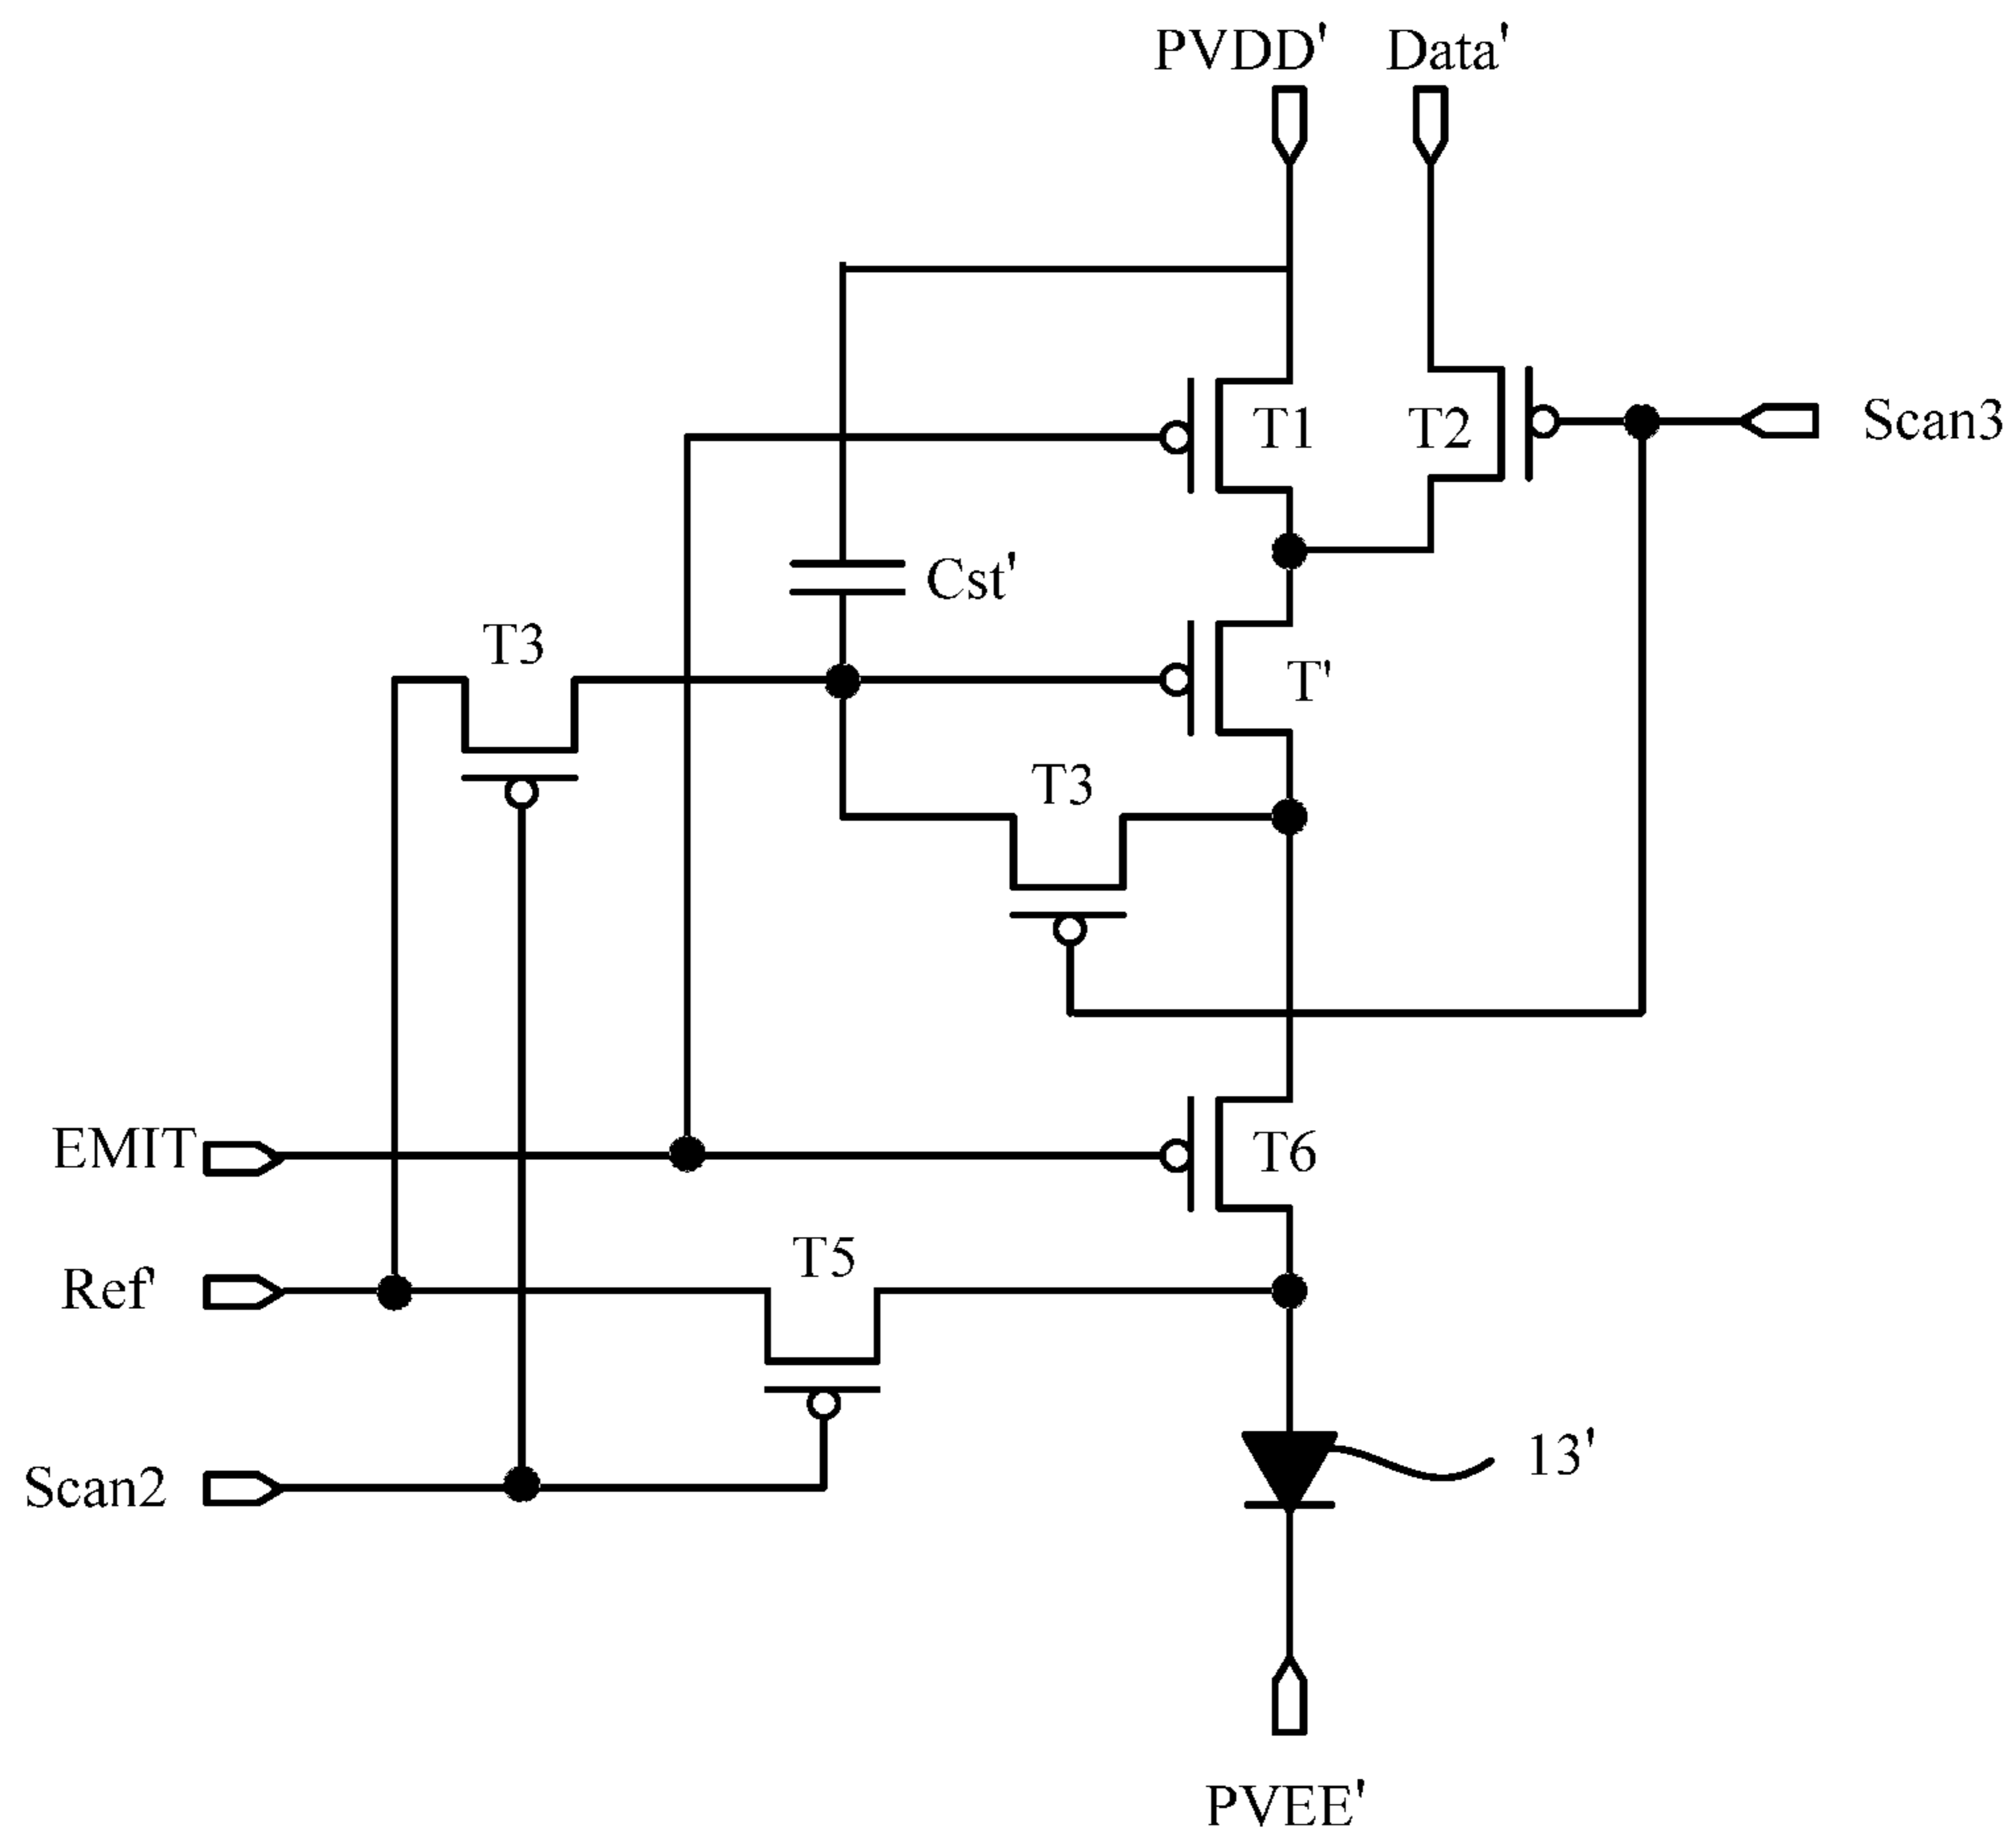 PVDD' Data'
T1 T2 Scan3
Cst'
T3
T'
T3
EMIT
T6
T5
Ref'
13'
Scan2
PVEE'